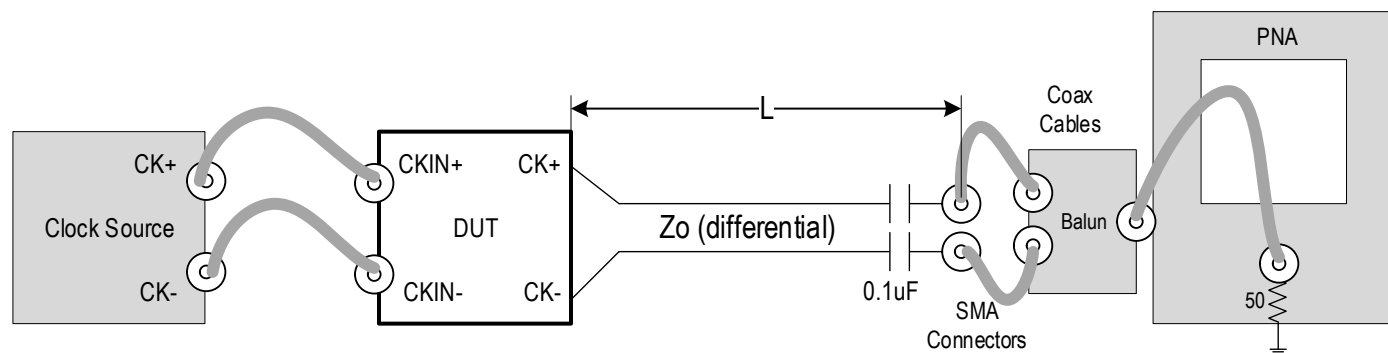 PNA
L
Coax
Cables
CK+
CKIN+
CK+
Clock Source
DUT
Zo (differential)
Balun
CK-
CKIN-
CK-
0.1uF
SMA
Connectors
50